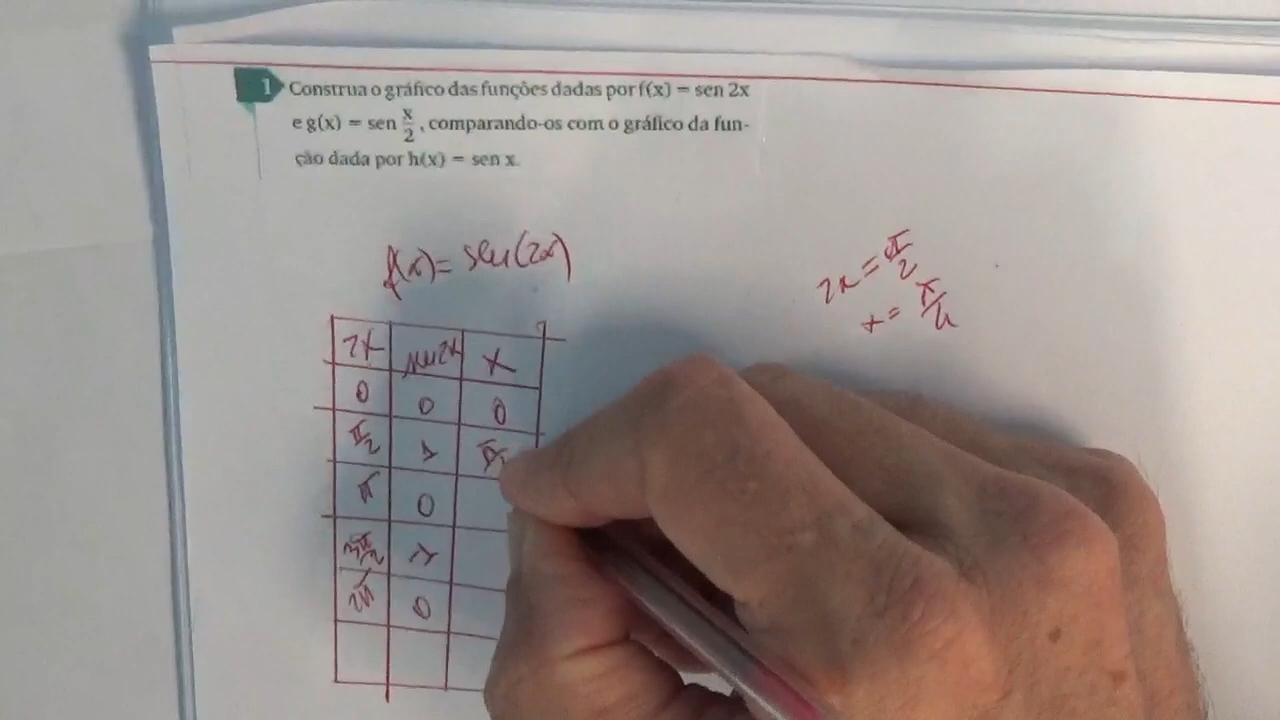 1 Construa o gráfico das funções dadas por f(x) = sen 2x
e g(x) = sen x/2, comparando-os com o gráfico da fun-
ção dada por h(x) = sen x.
f(x) = sen(2x)
2x = π/2
x = π/4
2x sen2x x
0 0 0
π/2 1
π 0
3π/2 -1
2π 0